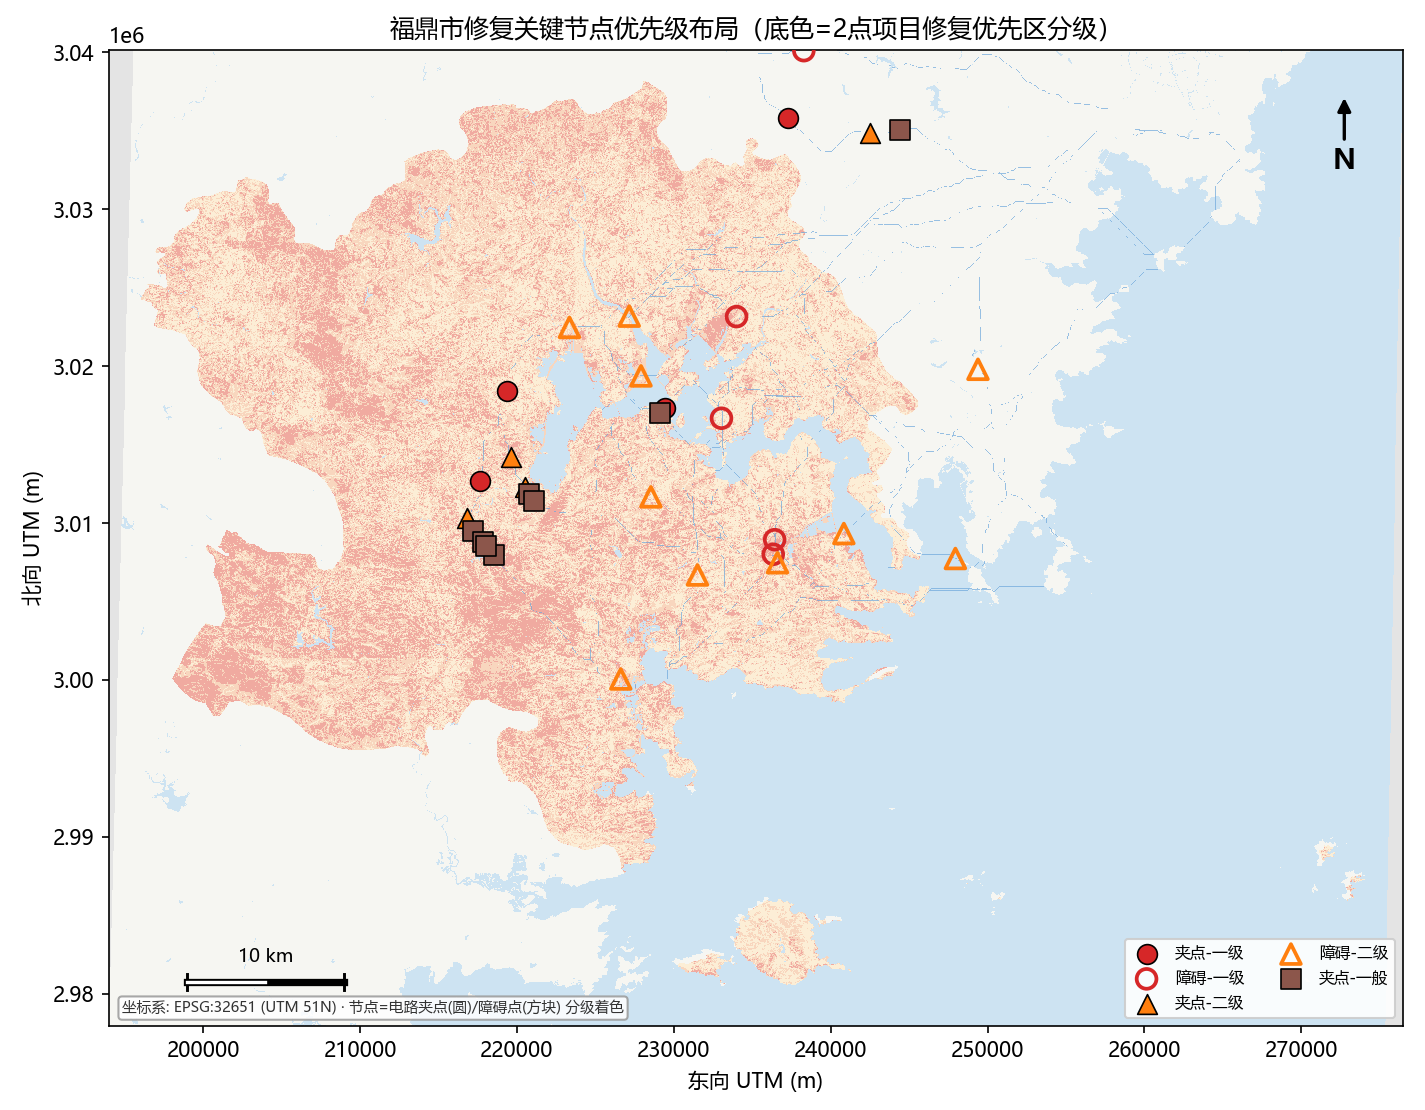 福鼎市修复关键节点优先级布局（底色=2点项目修复优先区分级）
1e6
3.04
3.03
3.02
3.01
3.00
2.99
2.98
北向 UTM (m)
N
10 km
坐标系: EPSG:32651 (UTM 51N) · 节点=电路夹点(圆)/障碍点(方块) 分级着色
夹点-一级
障碍-一级
夹点-二级
障碍-二级
夹点-一般
200000 210000 220000 230000 240000 250000 260000 270000
东向 UTM (m)